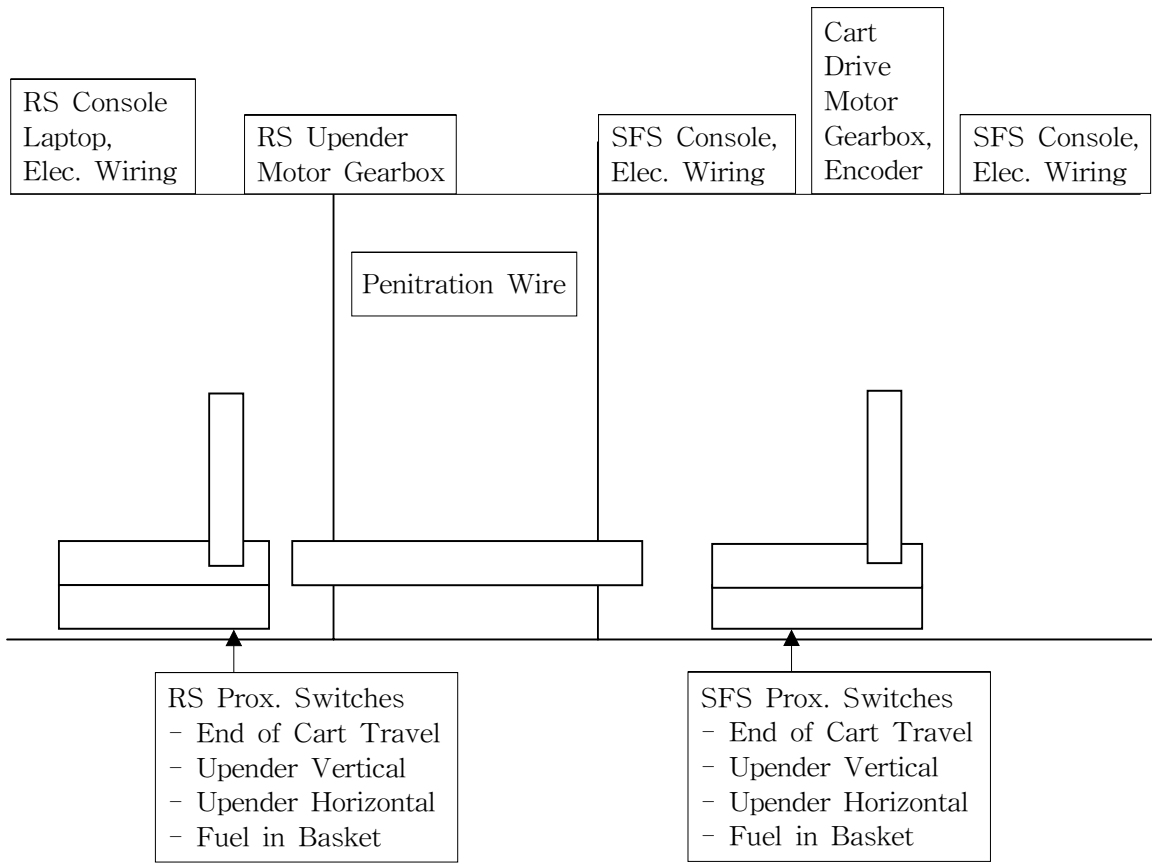 RS Console
Laptop,
Elec. Wiring
RS Upender
Motor Gearbox
SFS Console,
Elec. Wiring
Cart
Drive
Motor
Gearbox,
Encoder
SFS Console,
Elec. Wiring
Penitration Wire
RS Prox. Switches
- End of Cart Travel
- Upender Vertical
- Upender Horizontal
- Fuel in Basket
SFS Prox. Switches
- End of Cart Travel
- Upender Vertical
- Upender Horizontal
- Fuel in Basket